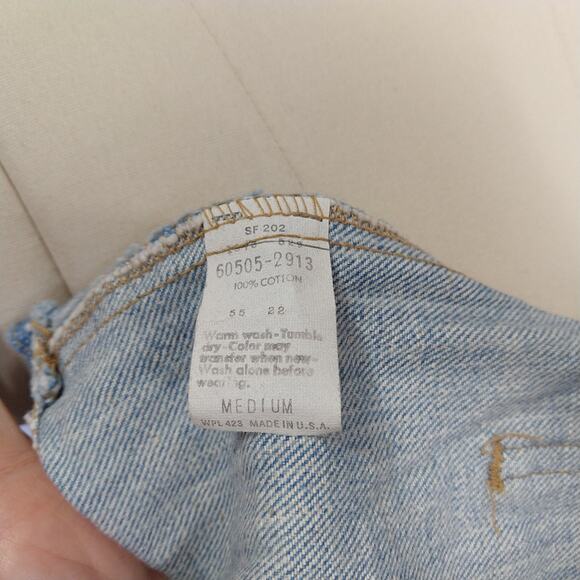 SF 202
60505-2913
100% COTTON
55 22
Warm wash-Tumble
dry-Color may
transfer when new-
Wash alone before
wearing.
MEDIUM
WPL 423 MADE IN U.S.A.